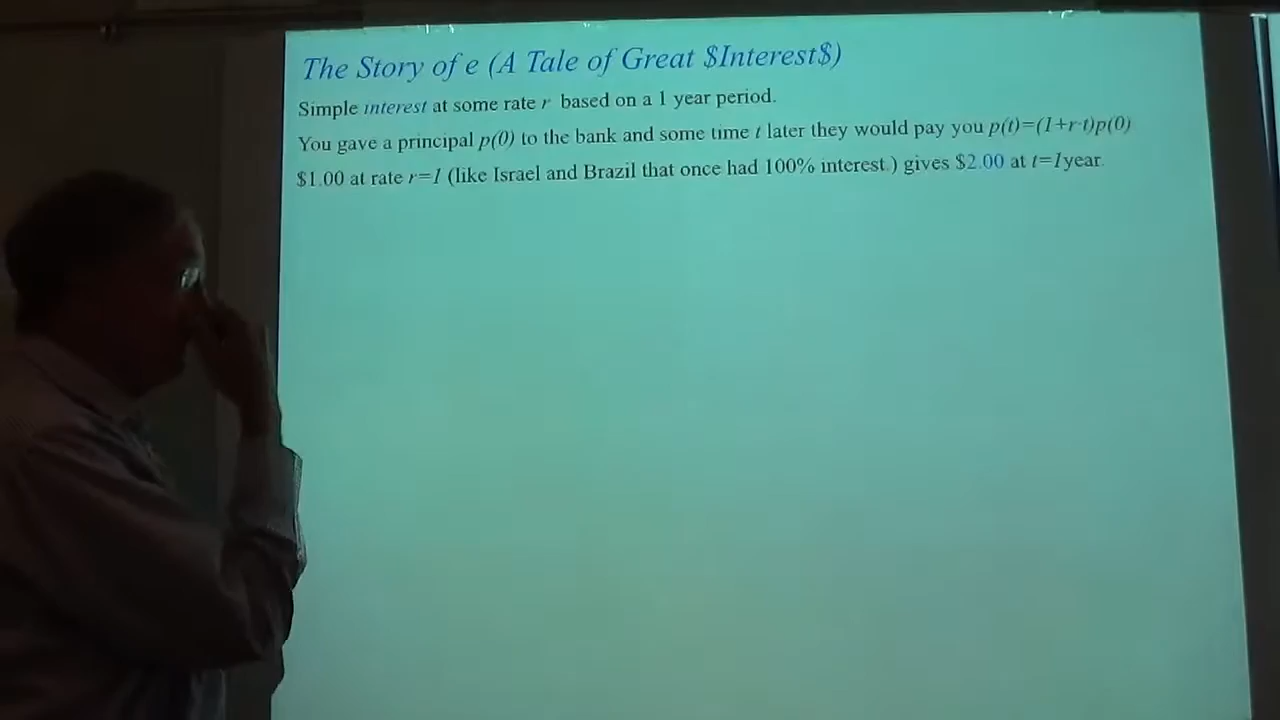 The Story of e (A Tale of Great $Interest$)
Simple interest at some rate r based on a 1 year period.
You gave a principal p(0) to the bank and some time t later they would pay you p(t)=(1+r·t)p(0)
$1.00 at rate r=1 (like Israel and Brazil that once had 100% interest.) gives $2.00 at t=1year.